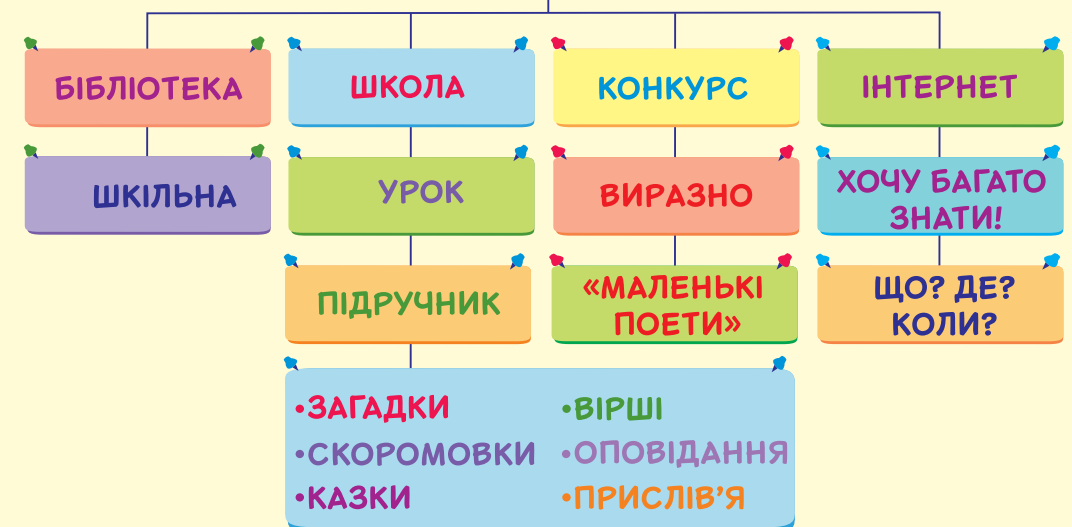 БІБЛІОТЕКА
ШКОЛА
КОНКУРС
ІНТЕРНЕТ
ШКІЛЬНА
УРОК
ВИРАЗНО
ХОЧУ БАГАТО
ЗНАТИ!
ПІДРУЧНИК
«МАЛЕНЬКІ
ПОЕТИ»
ЩО? ДЕ?
КОЛИ?
•ЗАГАДКИ
•СКОРОМОВКИ
•КАЗКИ
•ВІРШІ
•ОПОВІДАННЯ
•ПРИСЛІВ’Я